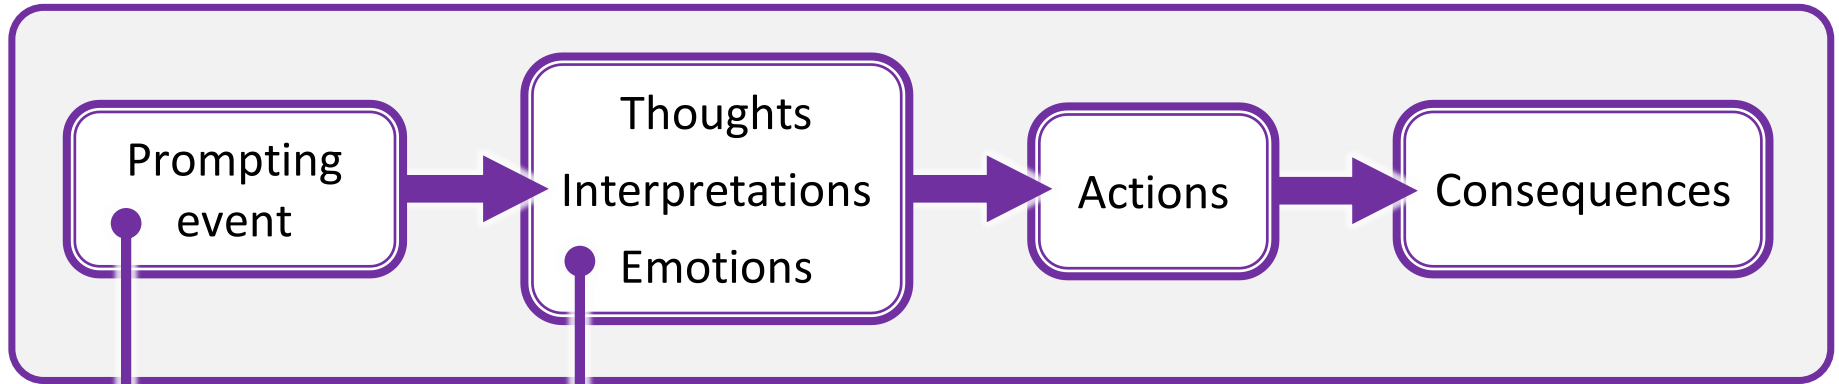 Prompting
event
Thoughts
Interpretations
Emotions
Actions
Consequences